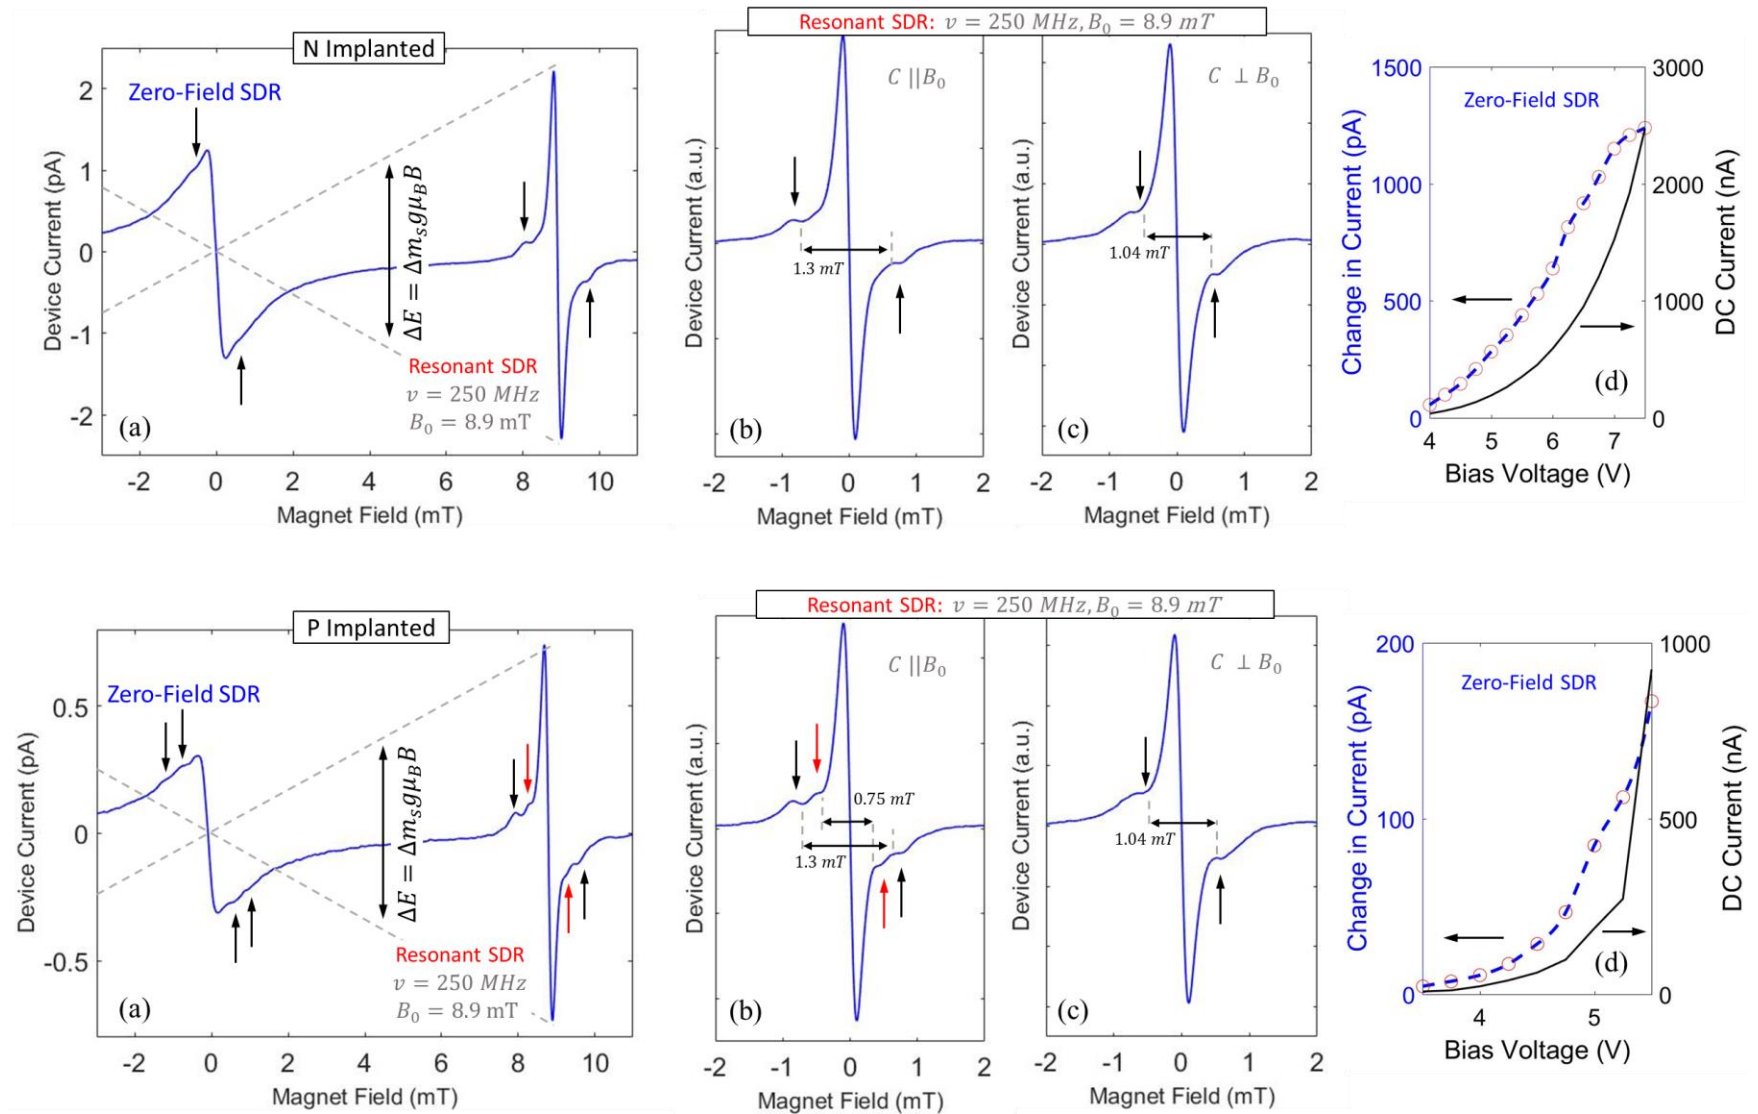 N Implanted
Zero-Field SDR
Device Current (pA)
2
1
0
-1
-2
ΔE = Δm_s gμ_B B
Resonant SDR
v = 250 MHz
B_0 = 8.9 mT
(a)
-2 0 2 4 6 8 10
Magnet Field (mT)
Resonant SDR: v = 250 MHz, B_0 = 8.9 mT
C || B_0
Device Current (a.u.)
1.3 mT
(b)
-2 -1 0 1 2
Magnet Field (mT)
C ⊥ B_0
Device Current (a.u.)
1.04 mT
(c)
-2 -1 0 1 2
Magnet Field (mT)
Zero-Field SDR
Change in Current (pA)
1500
1000
500
0
DC Current (nA)
3000
2000
1000
0
(d)
4 5 6 7
Bias Voltage (V)
P Implanted
Zero-Field SDR
Device Current (pA)
0.5
0
-0.5
ΔE = Δm_s gμ_B B
Resonant SDR
v = 250 MHz
B_0 = 8.9 mT
(a)
-2 0 2 4 6 8 10
Magnet Field (mT)
Resonant SDR: v = 250 MHz, B_0 = 8.9 mT
C || B_0
Device Current (a.u.)
0.75 mT
1.3 mT
(b)
-2 -1 0 1 2
Magnet Field (mT)
C ⊥ B_0
Device Current (a.u.)
1.04 mT
(c)
-2 -1 0 1 2
Magnet Field (mT)
Zero-Field SDR
Change in Current (pA)
200
100
0
DC Current (nA)
1000
500
0
(d)
4 5
Bias Voltage (V)